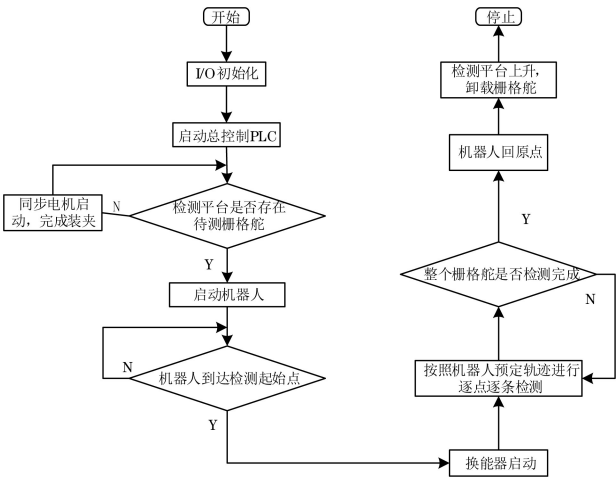 开始
I/O初始化
启动总控制PLC
同步电机启
动，完成装夹
N
检测平台是否存在
待测栅格舵
Y
启动机器人
N
机器人到达检测起始点
Y
停止
检测平台上升，
卸载栅格舵
机器人回原点
Y
整个栅格舵是否检测完成
N
按照机器人预定轨迹进行
逐点逐条检测
换能器启动